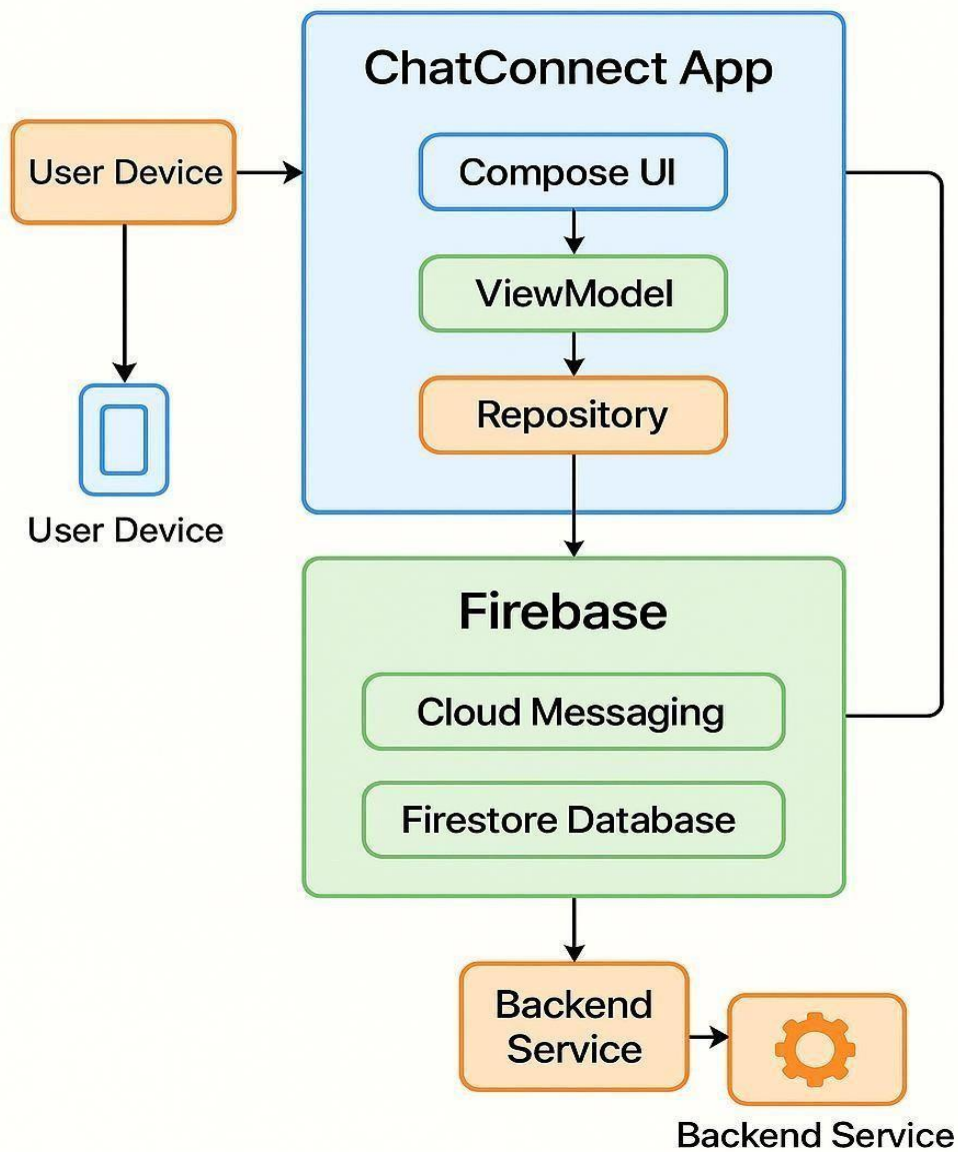 ChatConnect App
User Device
Compose UI
ViewModel
Repository
User Device
Firebase
Cloud Messaging
Firestore Database
Backend
Service
Backend Service